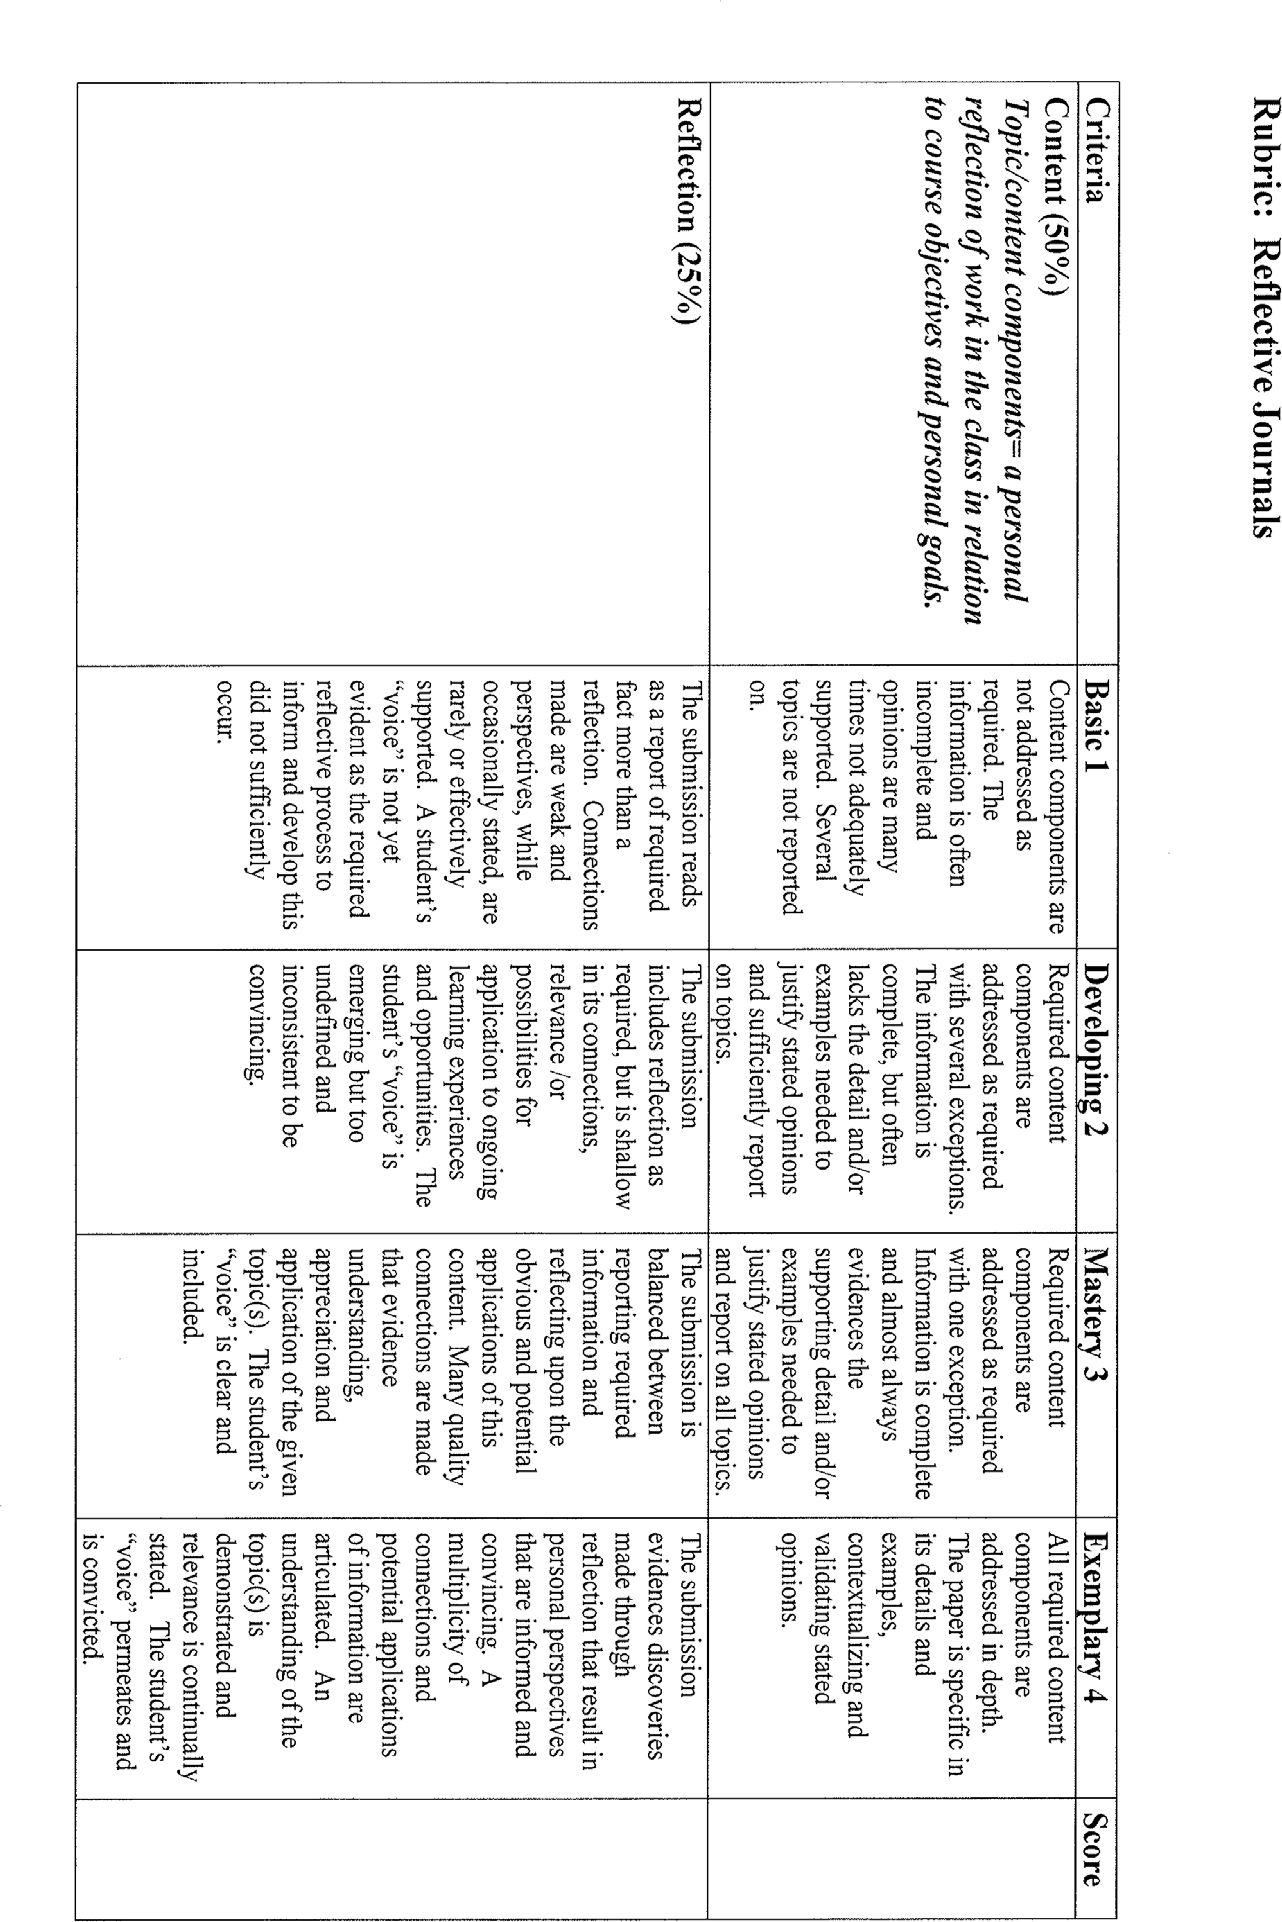 Rubric: Reflective Journals
Criteria
Basic 1
Developing 2
Mastery 3
Exemplary 4
Score
Content (50%)
Topic/content components= a personal
reflection of work in the class in relation
to course objectives and personal goals.
Content components are
not addressed as
required. The
information is often
incomplete and
opinions are many
times not adequately
supported. Several
topics are not reported
on.
Required content
components are
addressed as required
with several exceptions.
The information is
complete, but often
lacks the detail and/or
examples needed to
justify stated opinions
and sufficiently report
on topics.
Required content
components are
addressed as required
with one exception.
Information is complete
and almost always
evidences the
supporting detail and/or
examples needed to
justify stated opinions
and report on all topics.
All required content
components are
addressed in depth.
The paper is specific in
its details and
examples,
contextualizing and
validating stated
opinions.
Reflection (25%)
The submission reads
as a report of required
fact more than a
reflection. Connections
made are weak and
perspectives, while
occasionally stated, are
rarely or effectively
supported. A student's
“voice” is not yet
evident as the required
reflective process to
inform and develop this
did not sufficiently
occur.
The submission
includes reflection as
required, but is shallow
in its connections,
relevance /or
possibilities for
application to ongoing
learning experiences
and opportunities. The
student's “voice” is
emerging but too
undefined and
inconsistent to be
convincing.
The submission is
balanced between
reporting required
information and
reflecting upon the
obvious and potential
applications of this
content. Many quality
connections are made
that evidence
understanding,
appreciation and
application of the given
topic(s). The student's
“voice” is clear and
included.
The submission
evidences discoveries
made through
reflection that result in
personal perspectives
that are informed and
convincing. A
multiplicity of
connections and
potential applications
of information are
articulated. An
understanding of the
topic(s) is
demonstrated and
relevance is continually
stated. The student's
“voice” permeates and
is convicted.